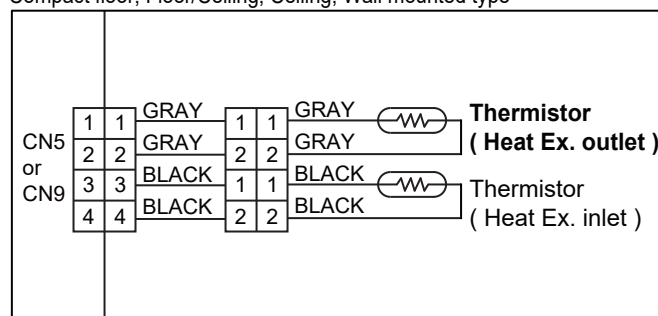 Compact floor, Floor/Ceiling, Ceiling, Wall mounted type
CN5
or
CN9
1 1 GRAY 1 1 GRAY Thermistor
2 2 GRAY 2 2 GRAY ( Heat Ex. outlet )
3 3 BLACK 1 1 BLACK Thermistor
4 4 BLACK 2 2 BLACK ( Heat Ex. inlet )